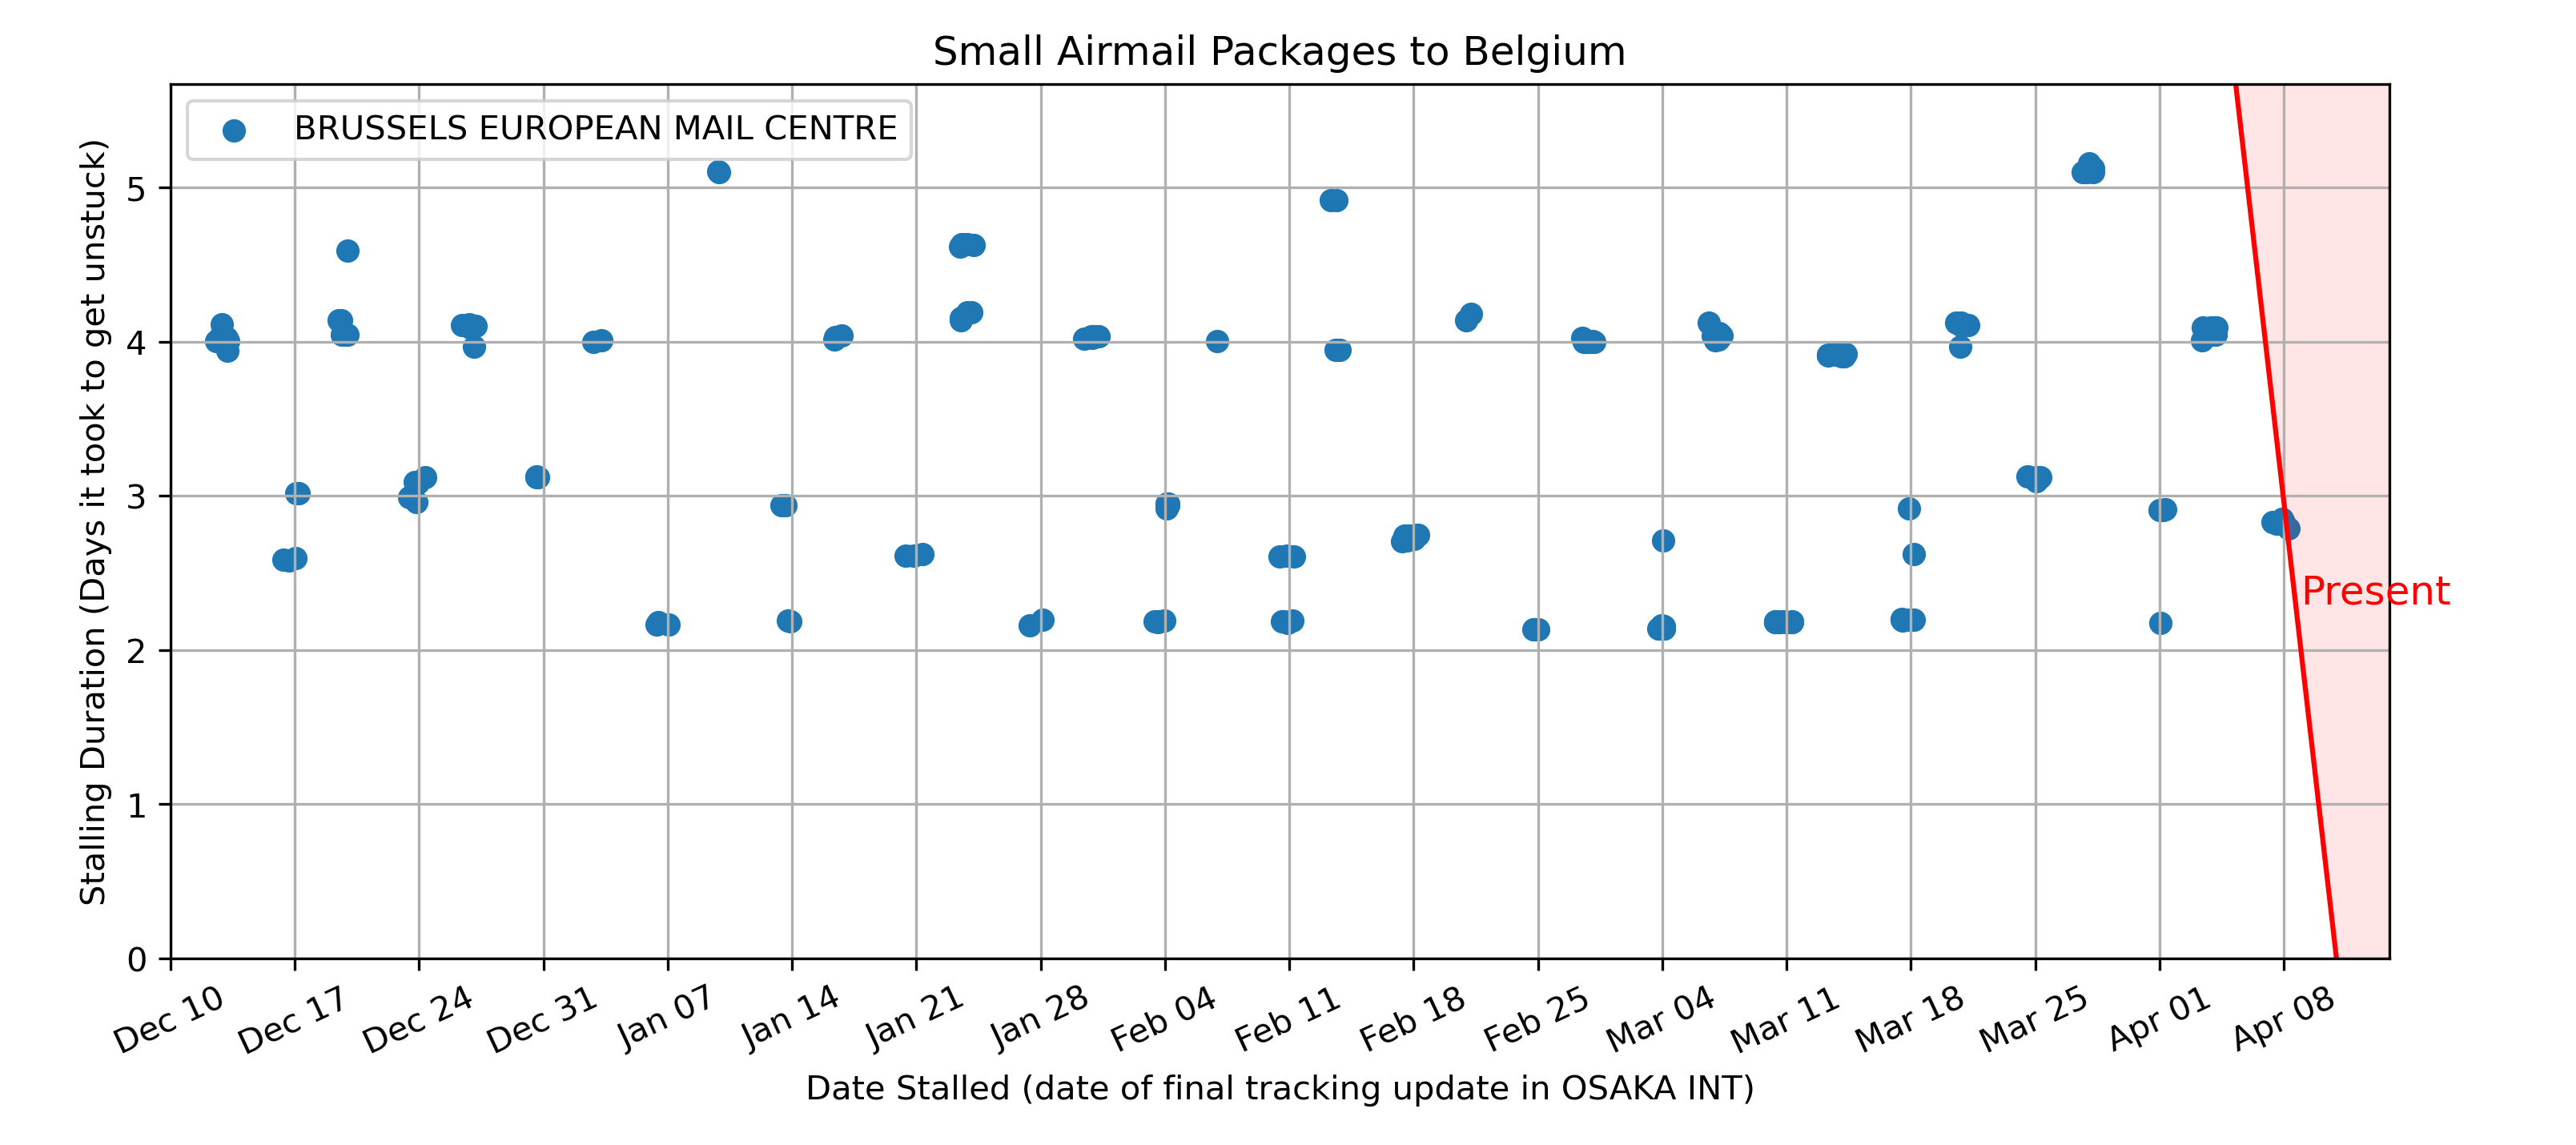 Small Airmail Packages to Belgium
BRUSSELS EUROPEAN MAIL CENTRE
Stalling Duration (Days it took to get unstuck)
5
4
3
2
1
0
Present
Dec 10
Dec 17
Dec 24
Dec 31
Jan 07
Jan 14
Jan 21
Jan 28
Feb 04
Feb 11
Feb 18
Feb 25
Mar 04
Mar 11
Mar 18
Mar 25
Apr 01
Apr 08
Date Stalled (date of final tracking update in OSAKA INT)